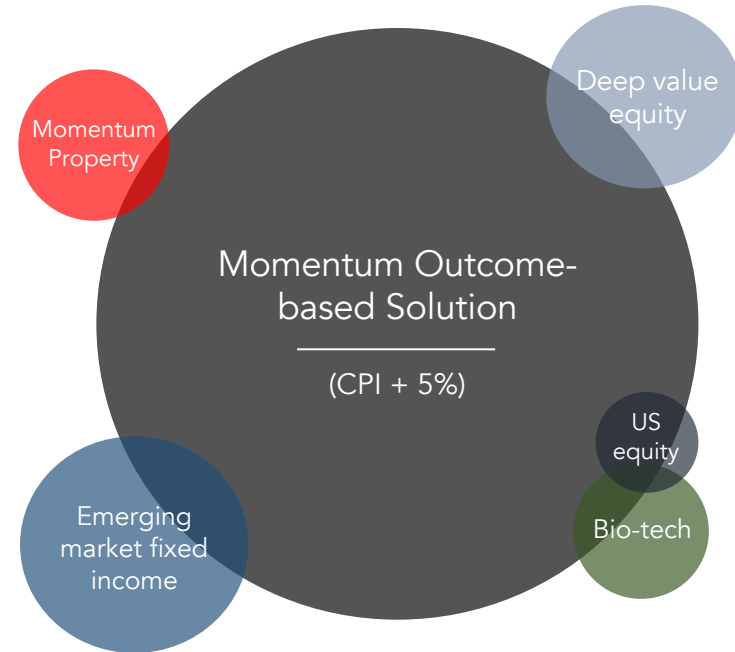 Deep value
equity
Momentum
Property
Momentum Outcome-
based Solution
(CPI + 5%)
US
equity
Emerging
market fixed
income
Bio-tech